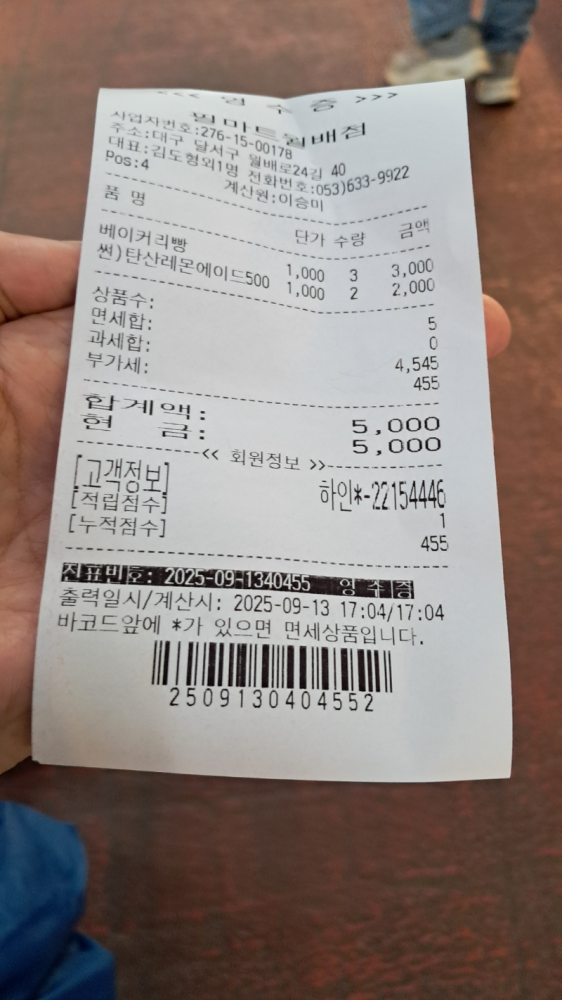 <<< 영 수 증 >>>
월마트월배점
사업자번호:276-15-00178
주소:대구 달서구 월배로24길 40
대표:김도형외1명 전화번호:053)633-9922
Pos:4 계산원:이승미
품 명 단가 수량 금액
베이커리빵 1,000 3 3,000
썬)탄산레몬에이드500 1,000 2 2,000
상품수: 5
면세합: 0
과세합: 4,545
부가세: 455
합계액: 5,000
현 금: 5,000
<< 회원정보 >>
[고객정보] 하인*-22154446
[적립점수] 1
[누적점수] 455
전표번호: 2025-09-1340455 영수증
출력일시/계산시: 2025-09-13 17:04/17:04
바코드앞에 *가 있으면 면세상품입니다.
2509130404552